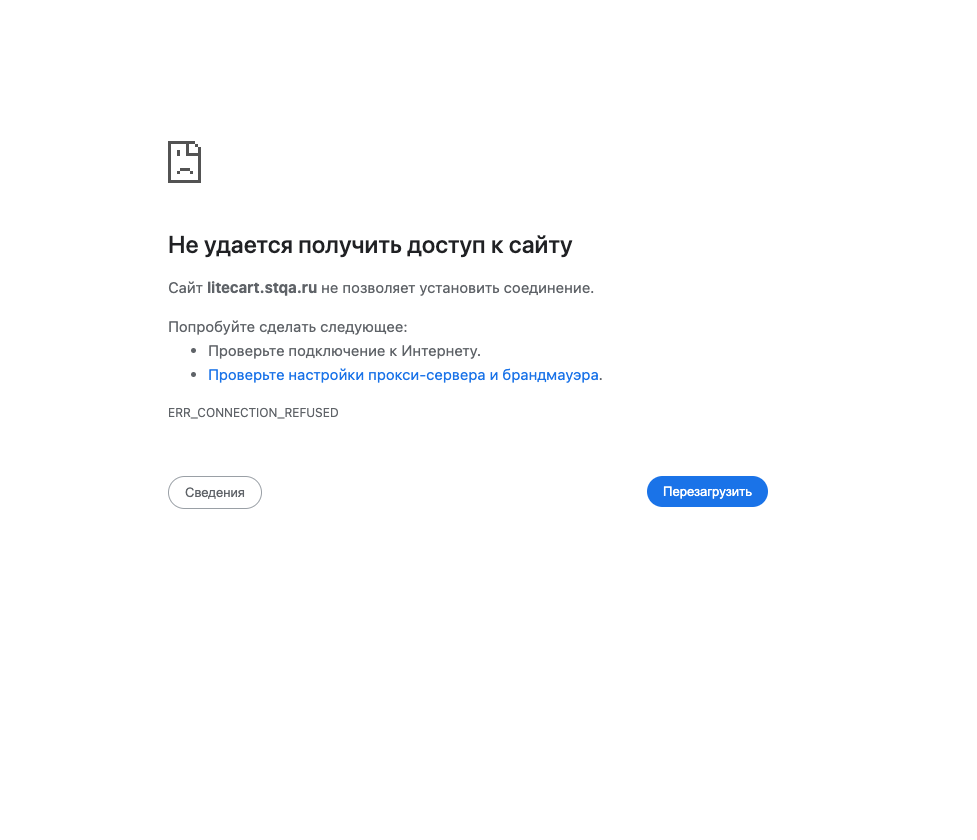 Не удается получить доступ к сайту
Сайт litecart.stqa.ru не позволяет установить соединение.
Попробуйте сделать следующее:
Проверьте подключение к Интернету.
Проверьте настройки прокси-сервера и брандмауэра.
ERR_CONNECTION_REFUSED
Сведения
Перезагрузить